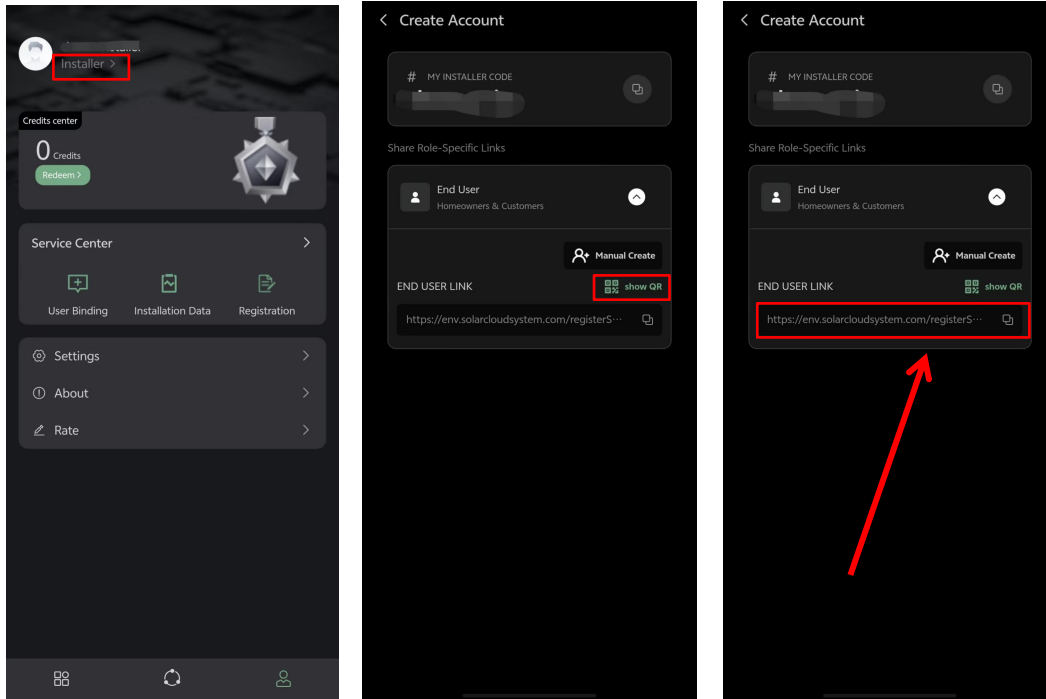 Installer >
Credits center
0 Credits
Redeem >
Service Center
User Binding
Installation Data
Registration
Settings
About
Rate
Create Account
# MY INSTALLER CODE
Share Role-Specific Links
End User
Homeowners & Customers
Manual Create
END USER LINK
show QR
https://env.solarcloudsystem.com/registerS···
Create Account
# MY INSTALLER CODE
Share Role-Specific Links
End User
Homeowners & Customers
Manual Create
END USER LINK
show QR
https://env.solarcloudsystem.com/registerS···